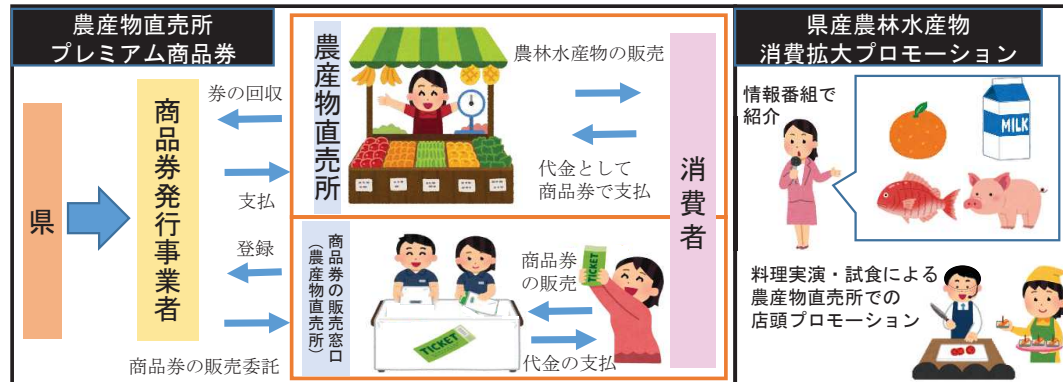 農産物直売所
プレミアム商品券
県
商品券発行事業者
券の回収
支払
登録
商品券の販売委託
農産物直売所
農林水産物の販売
代金として
商品券で支払
商品券の販売窓口
（農産物直売所）
商品券
の販売
TICKET
TICKET
代金の支払
消費者
県産農林水産物
消費拡大プロモーション
情報番組で
紹介
MILK
料理実演・試食による
農産物直売所での
店頭プロモーション